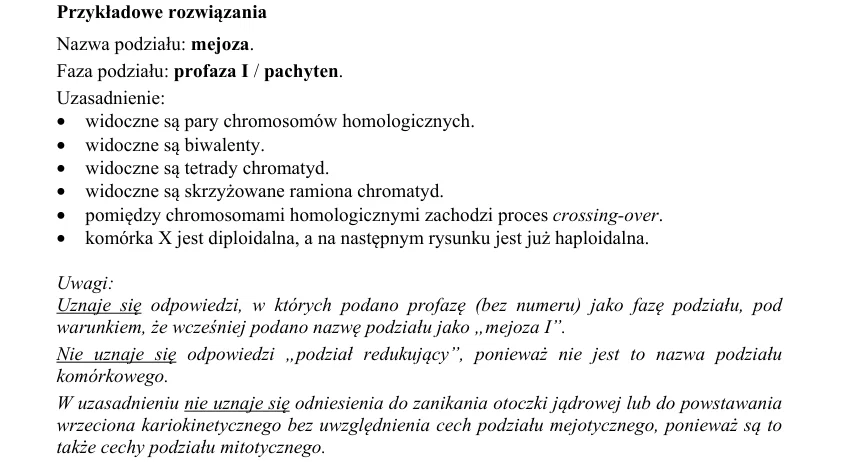 Przykładowe rozwiązania
Nazwa podziału: mejoza.
Faza podziału: profaza I / pachyten.
Uzasadnienie:
• widoczne są pary chromosomów homologicznych.
• widoczne są biwalenty.
• widoczne są tetrady chromatyd.
• widoczne są skrzyżowane ramiona chromatyd.
• pomiędzy chromosomami homologicznymi zachodzi proces crossing-over.
• komórka X jest diploidalna, a na następnym rysunku jest już haploidalna.
Uwagi:
Uznaje się odpowiedzi, w których podano profazę (bez numeru) jako fazę podziału, pod
warunkiem, że wcześniej podano nazwę podziału jako „mejoza I”.
Nie uznaje się odpowiedzi „podział redukujący”, ponieważ nie jest to nazwa podziału
komórkowego.
W uzasadnieniu nie uznaje się odniesienia do zanikania otoczki jądrowej lub do powstawania
wrzeciona kariokinetycznego bez uwzględnienia cech podziału mejotycznego, ponieważ są to
także cechy podziału mitotycznego.